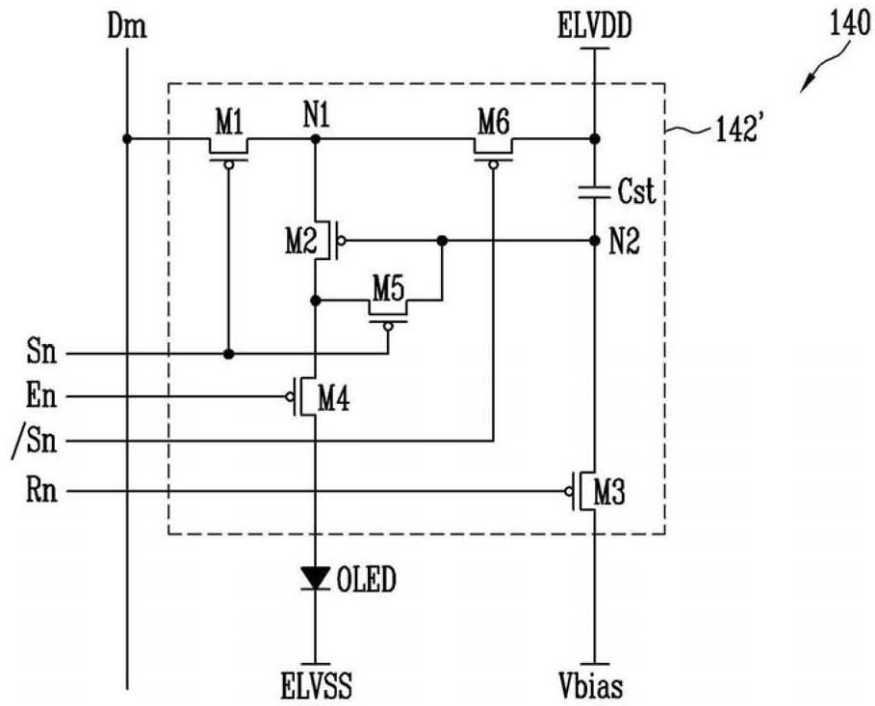 Dm
ELVDD
140
M1
N1
M6
142'
Cst
M2
N2
M5
Sn
En
M4
/Sn
Rn
M3
OLED
ELVSS
Vbias